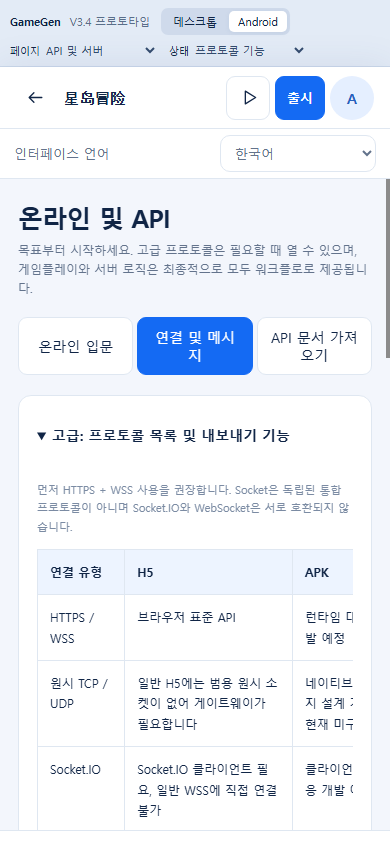 GameGen V3.4 프로토타입 데스크톱 Android
페이지 API 및 서버 상태 프로토콜 기능
星岛冒险 출시 A
인터페이스 언어 한국어
온라인 및 API
목표부터 시작하세요. 고급 프로토콜은 필요할 때 열 수 있으며,
게임플레이와 서버 로직은 최종적으로 모두 워크플로로 제공됩니
다.
온라인 입문
연결 및 메시
지
API 문서 가져
오기
▼ 고급: 프로토콜 목록 및 내보내기 기능
먼저 HTTPS + WSS 사용을 권장합니다. Socket은 독립된 통합
프로토콜이 아니며 Socket.IO와 WebSocket은 서로 호환되지 않
습니다.
연결 유형 H5 APK
HTTPS /
WSS
브라우저 표준 API
런타임
발 예정
원시 TCP /
UDP
일반 H5에는 범용 원시 소
켓이 없어 게이트웨이가
필요합니다
네이티브
지 설계
현재
Socket.IO
Socket.IO 클라이언트 필
요, 일반 WSS에 직접 연결
불가
클라이언
응 개발